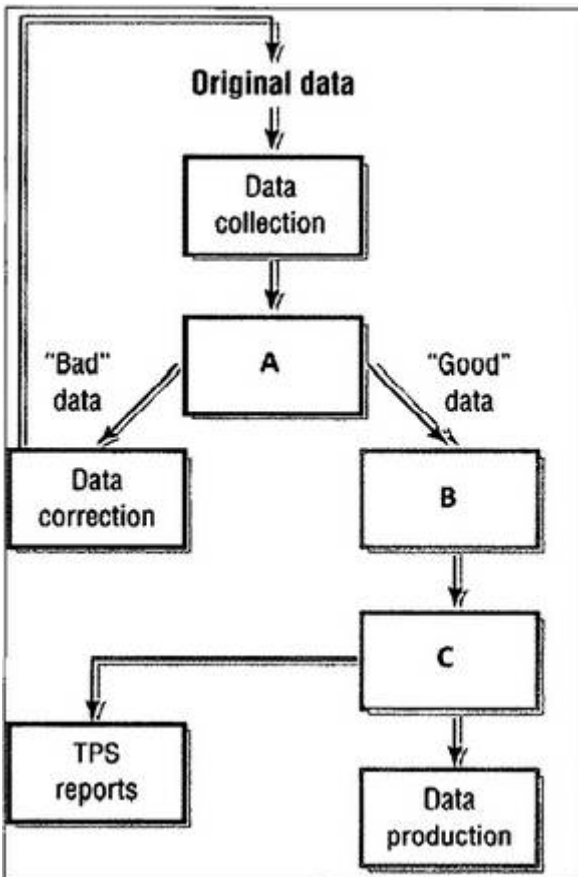 Original data
Data
collection
A
"Bad"
data
"Good"
data
Data
correction
B
C
TPS
reports
Data
production